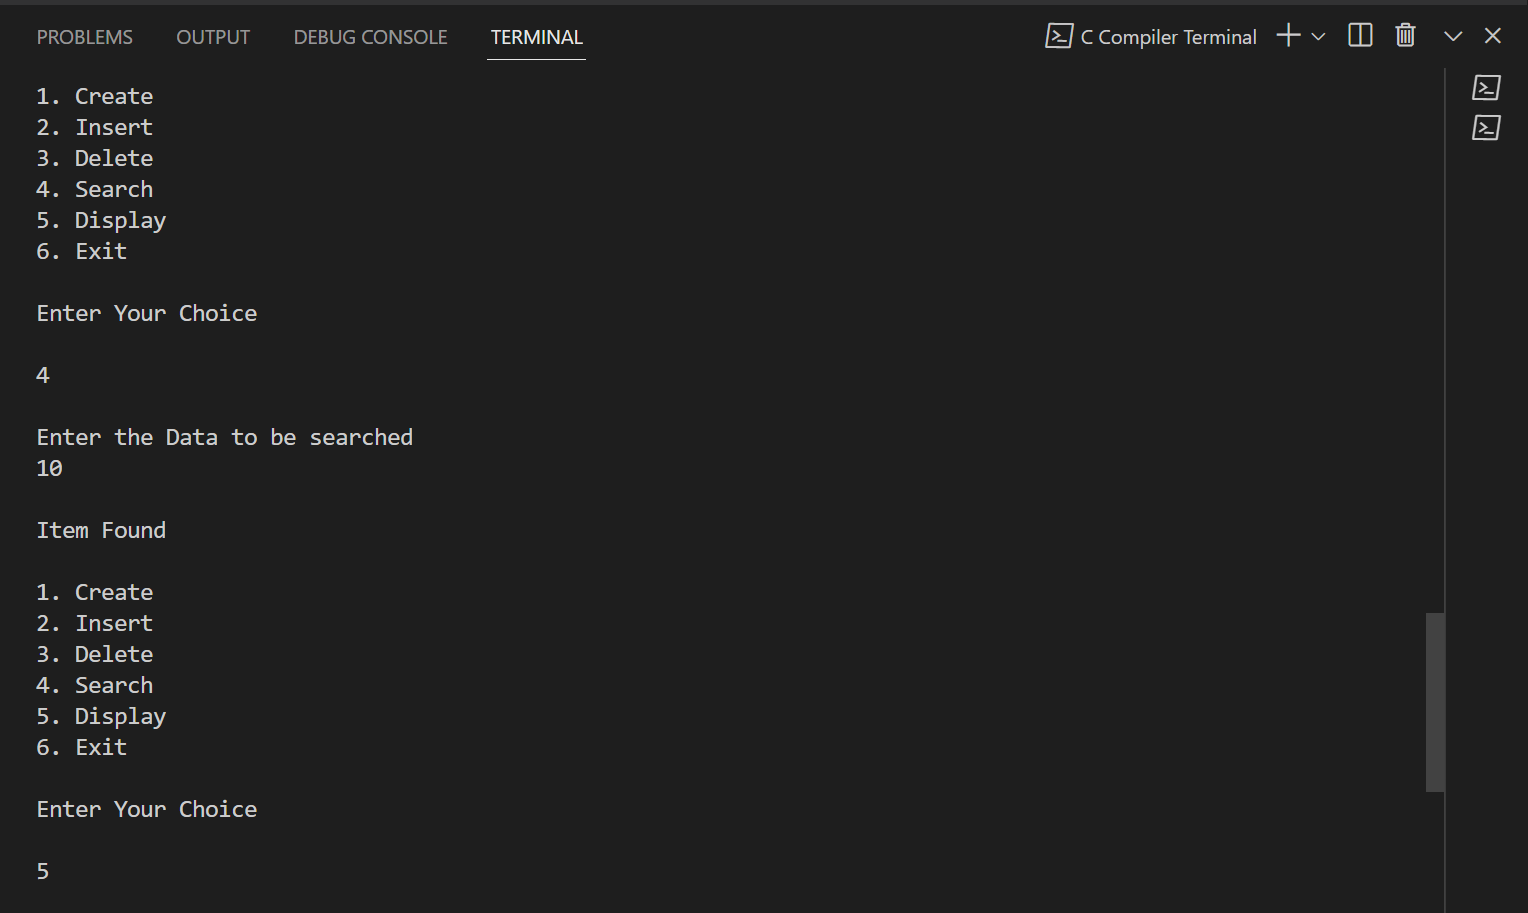 PROBLEMS OUTPUT DEBUG CONSOLE TERMINAL C Compiler Terminal
1. Create
2. Insert
3. Delete
4. Search
5. Display
6. Exit
Enter Your Choice
4
Enter the Data to be searched
10
Item Found
1. Create
2. Insert
3. Delete
4. Search
5. Display
6. Exit
Enter Your Choice
5